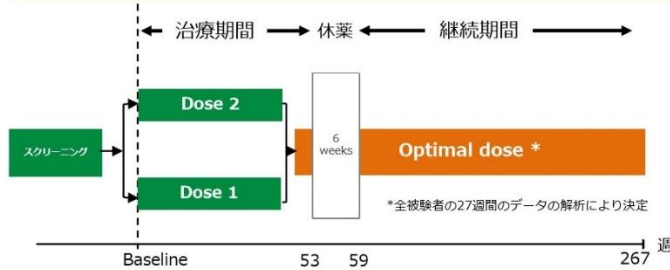 治療期間 休薬 継続期間
Dose 2
スクリーニング
6
weeks
Optimal dose *
Dose 1
*全被験者の27週間のデータの解析により決定
週
Baseline 53 59 267